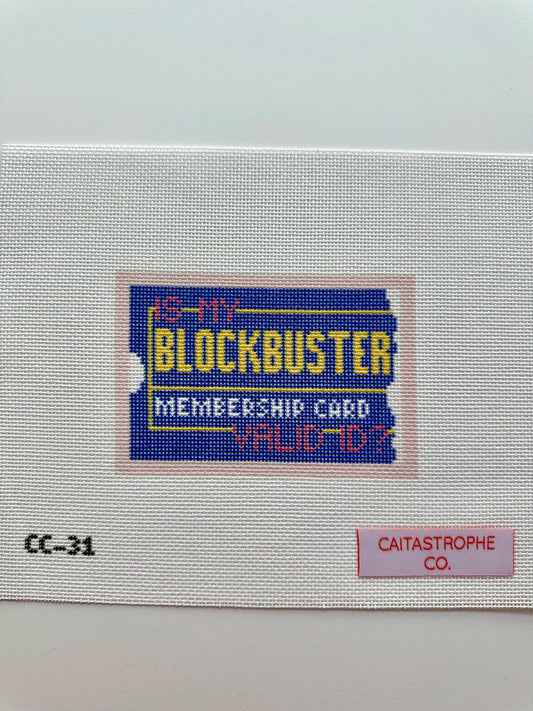 IS MY
BLOCKBUSTER
MEMBERSHIP CARD
VALID ID?
CC-31
CAITASTROPHE
CO.